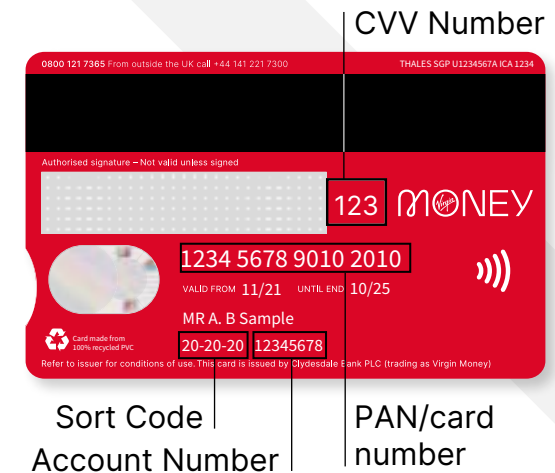 CVV Number
0800 121 7365 From outside the UK call +44 141 221 7300 THALES SGP U1234567A ICA 1234
Authorised signature – Not valid unless signed
123 Virgin MONEY
1234 5678 9010 2010
VALID FROM 11/21 UNTIL END 10/25
MR A. B Sample
Card made from
100% recycled PVC
20-20-20 12345678
Refer to issuer for conditions of use. This card is issued by Clydesdale Bank PLC (trading as Virgin Money)
Sort Code
Account Number
PAN/card
number